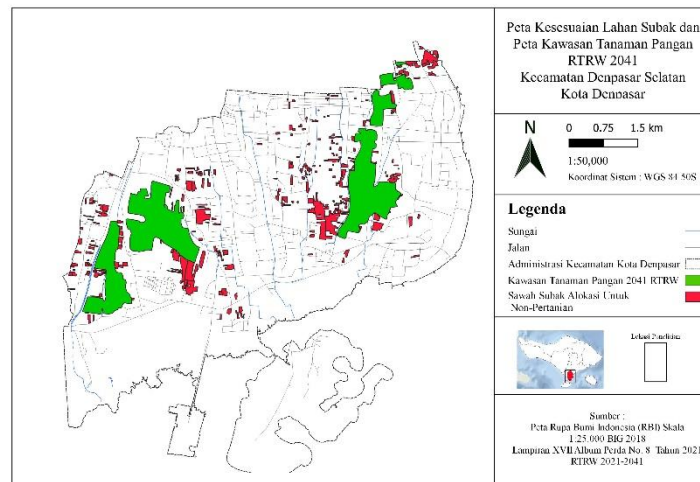 Peta Kesesuaian Lahan Subak dan
Peta Kawasan Tanaman Pangan
RTRW 2041
Kecamatan Denpasar Selatan
Kota Denpasar
N
0 0.75 1.5 km
1:50,000
Koordinat Sistem : WGS 84 50S
Legenda
Sungai
Jalan
Administrasi Kecamatan Kota Denpasar
Kawasan Tanaman Pangan 2041 RTRW
Sawah Subak Alokasi Untuk
Non-Pertanian
Lokasi Penelitian
Sumber :
Peta Rupa Bumi Indonesia (RBI) Skala
1:25.000 BIG 2018
Lampiran XVII Album Perda No. 8 Tahun 2021
RTRW 2021-2041